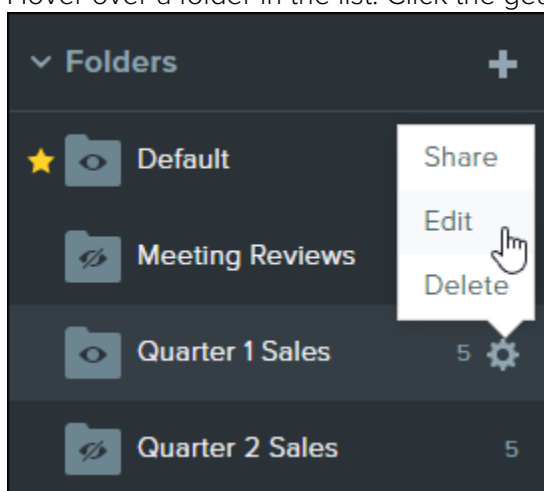 Hover over a folder in the list. Click the
Folders
Default
Share
Edit
Meeting Reviews
Delete
Quarter 1 Sales 5
Quarter 2 Sales 5